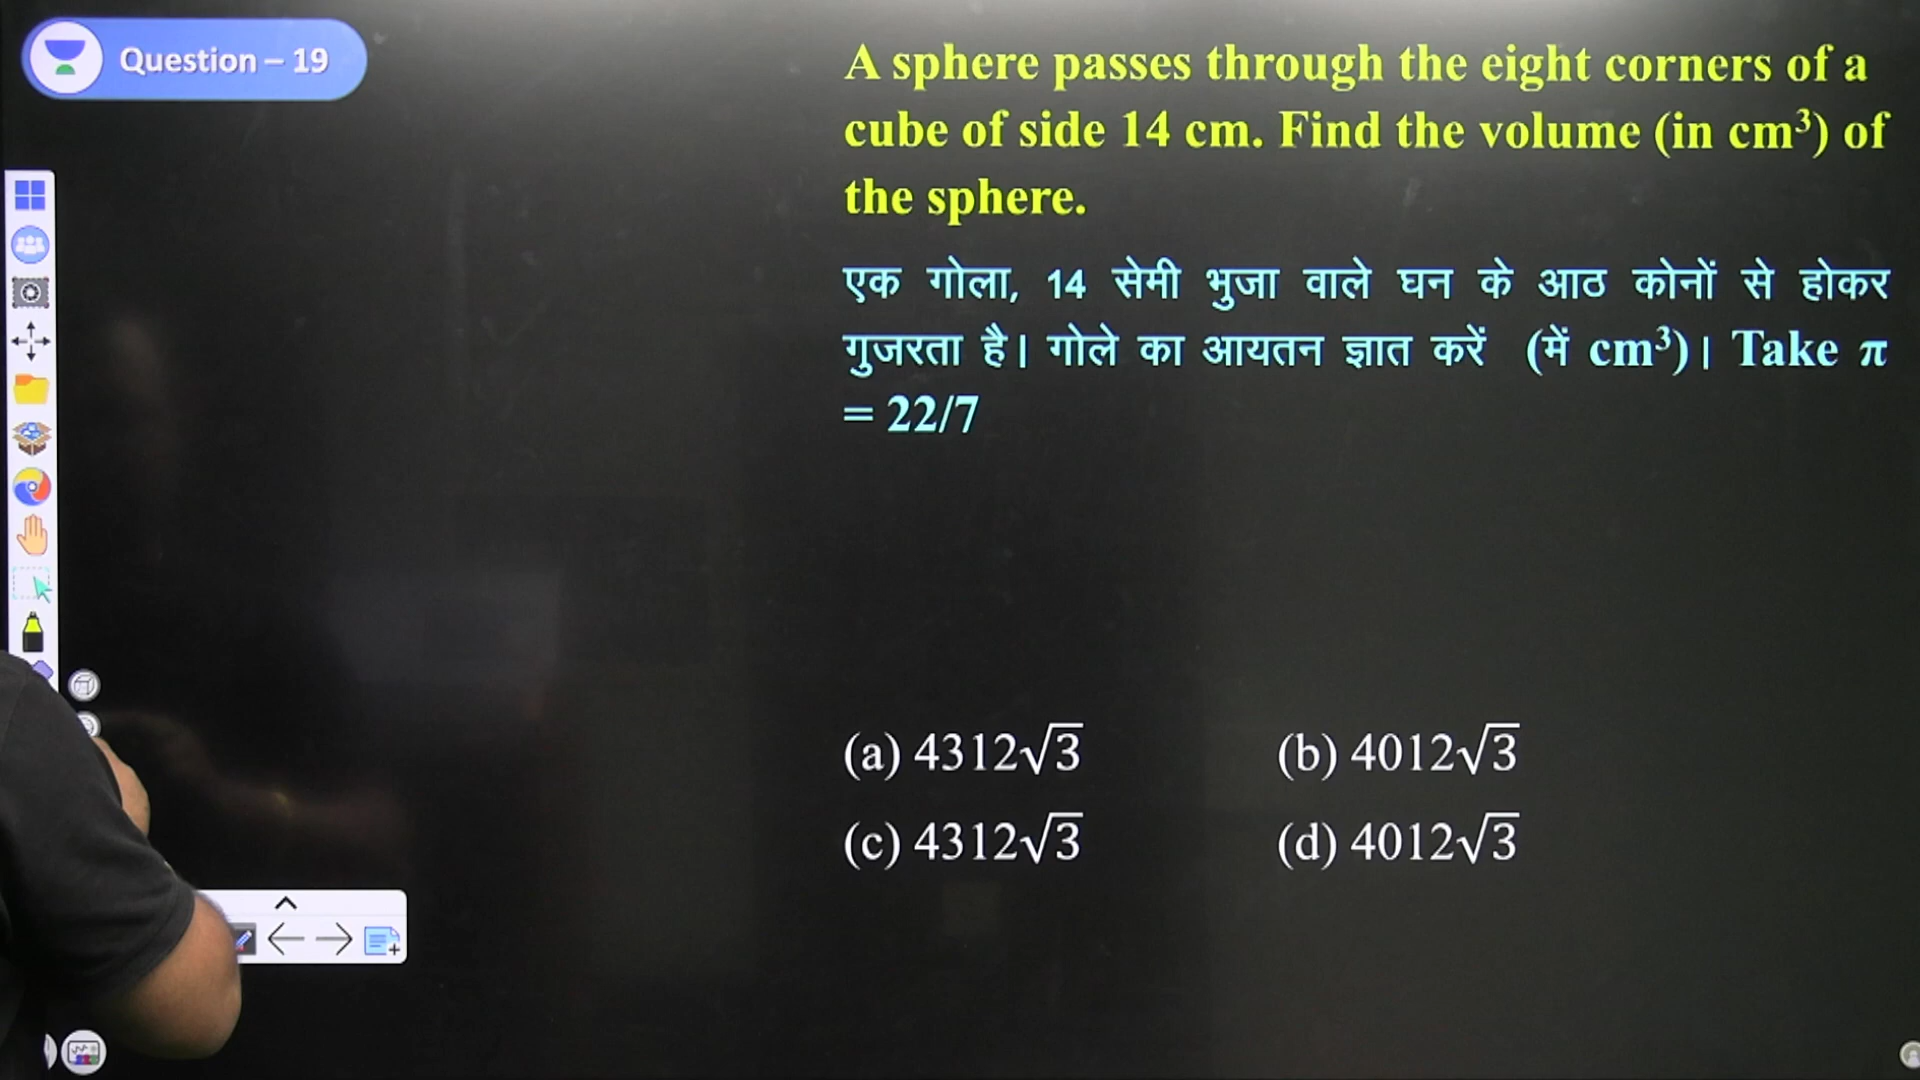 Question – 19
A sphere passes through the eight corners of a
cube of side 14 cm. Find the volume (in cm³) of
the sphere.
एक गोला, 14 सेमी भुजा वाले घन के आठ कोनों से होकर
गुजरता है। गोले का आयतन ज्ञात करें (में cm³)। Take π
= 22/7
(a) 4312√3 (b) 4012√3
(c) 4312√3 (d) 4012√3